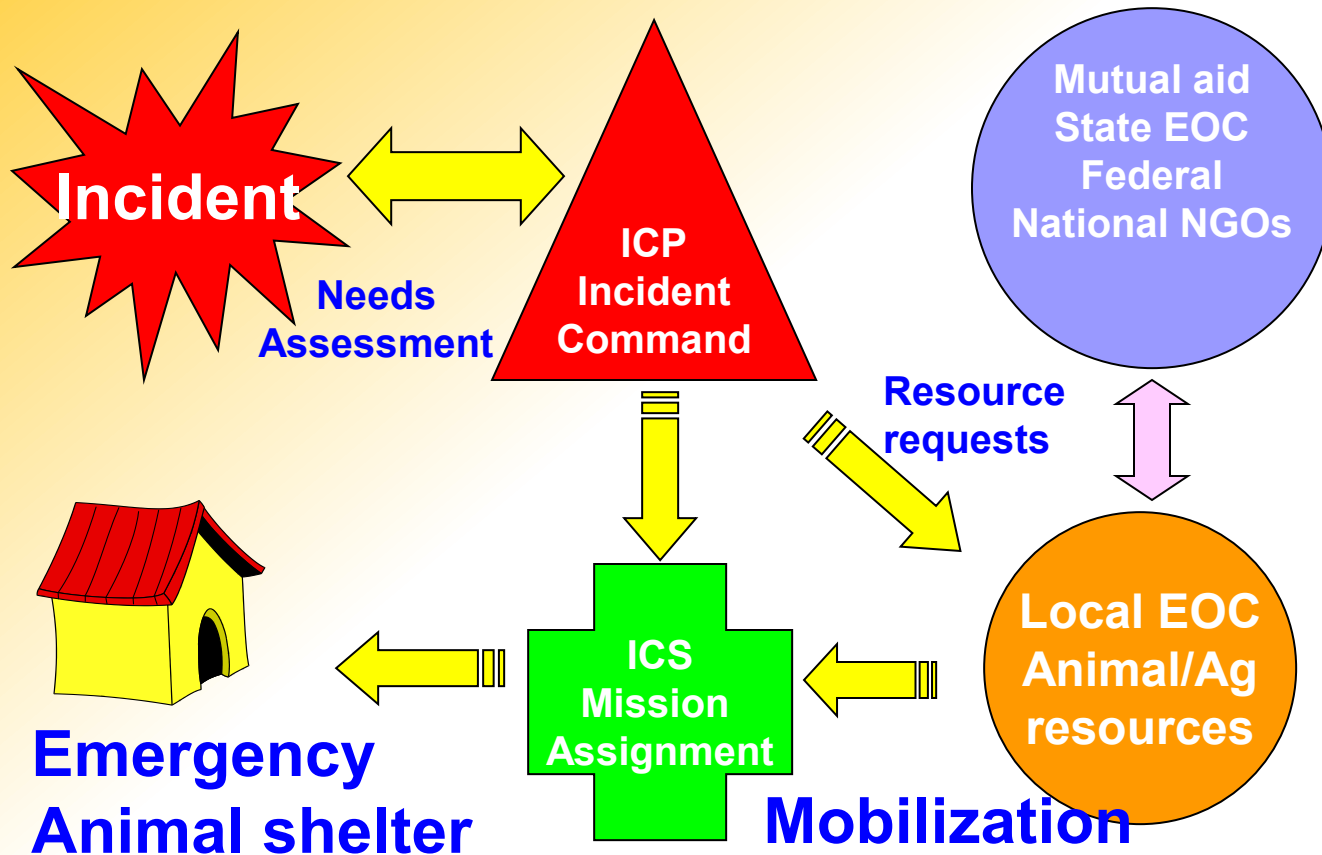 Incident
Needs
Assessment
ICP
Incident
Command
Mutual aid
State EOC
Federal
National NGOs
Resource
requests
Local EOC
Animal/Ag
resources
ICS
Mission
Assignment
Mobilization
Emergency
Animal shelter